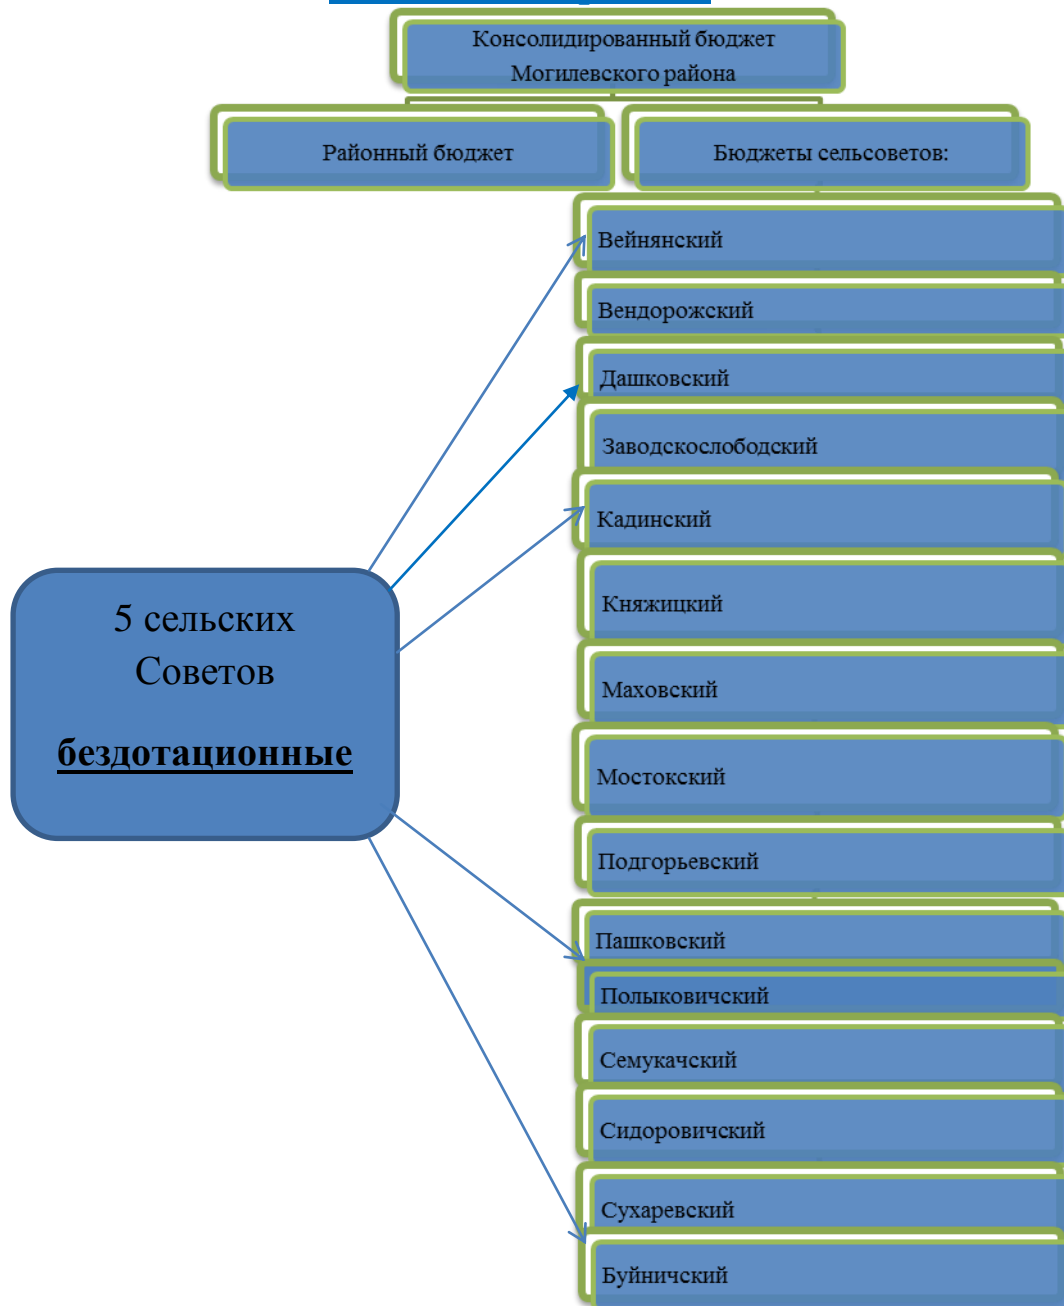 Консолидированный бюджет
Могилевского района
Районный бюджет
Бюджеты сельсоветов:
Вейнянский
Вендорожский
Дашковский
Заводскослободский
Кадинский
Княжицкий
Маховский
Мостокский
Подгорьевский
Пашковский
Полыковичский
Семукачский
Сидоровичский
Сухаревский
Буйничский
5 сельских
Советов
бездотационные